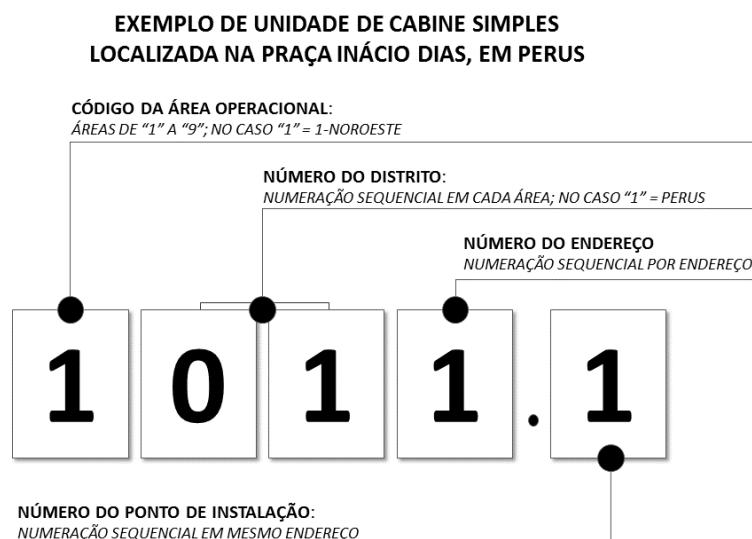 EXEMPLO DE UNIDADE DE CABINE SIMPLES
LOCALIZADA NA PRAÇA INÁCIO DIAS, EM PERUS
CÓDIGO DA ÁREA OPERACIONAL:
ÁREAS DE “1” A “9”; NO CASO “1” = 1-NOROESTE
NÚMERO DO DISTRITO:
NUMERAÇÃO SEQUENCIAL EM CADA ÁREA; NO CASO “1” = PERUS
NÚMERO DO ENDEREÇO
NUMERAÇÃO SEQUENCIAL POR ENDEREÇO
1 0 1 1 . 1
NÚMERO DO PONTO DE INSTALAÇÃO:
NUMERAÇÃO SEQUENCIAL EM MESMO ENDEREÇO